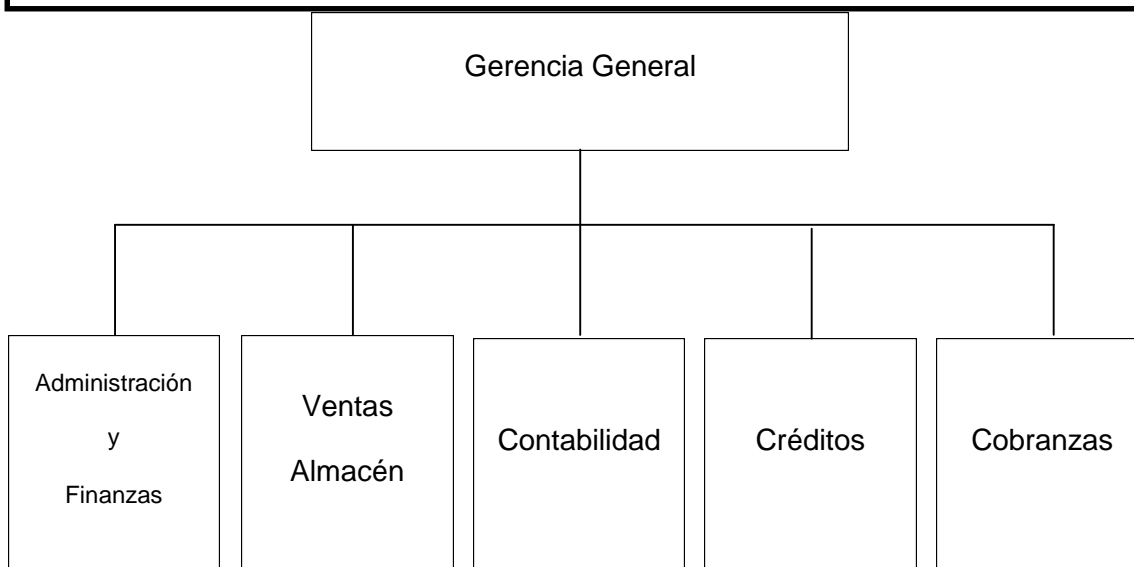 Gerencia General
Administración
y
Finanzas
Ventas
Almacén
Contabilidad
Créditos
Cobranzas